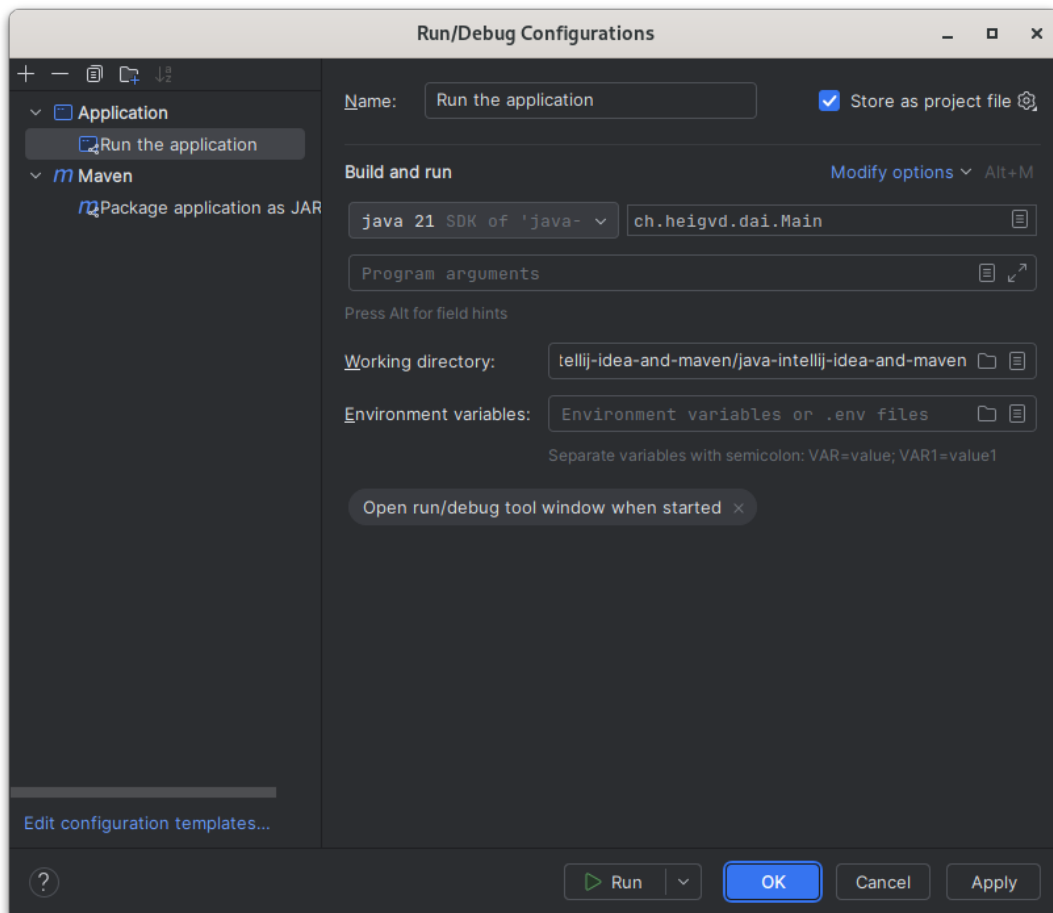 Run/Debug Configurations
Application
Run the application
Maven
Package application as JAR
Edit configuration templates...
Name:
Run the application
Store as project file
Build and run
Modify options Alt+M
java 21 SDK of 'java-
ch.heigvd.dai.Main
Program arguments
Press Alt for field hints
Working directory:
tellij-idea-and-maven/java-intellij-idea-and-maven
Environment variables:
Environment variables or .env files
Separate variables with semicolon: VAR=value; VAR1=value1
Open run/debug tool window when started
? Run OK Cancel Apply